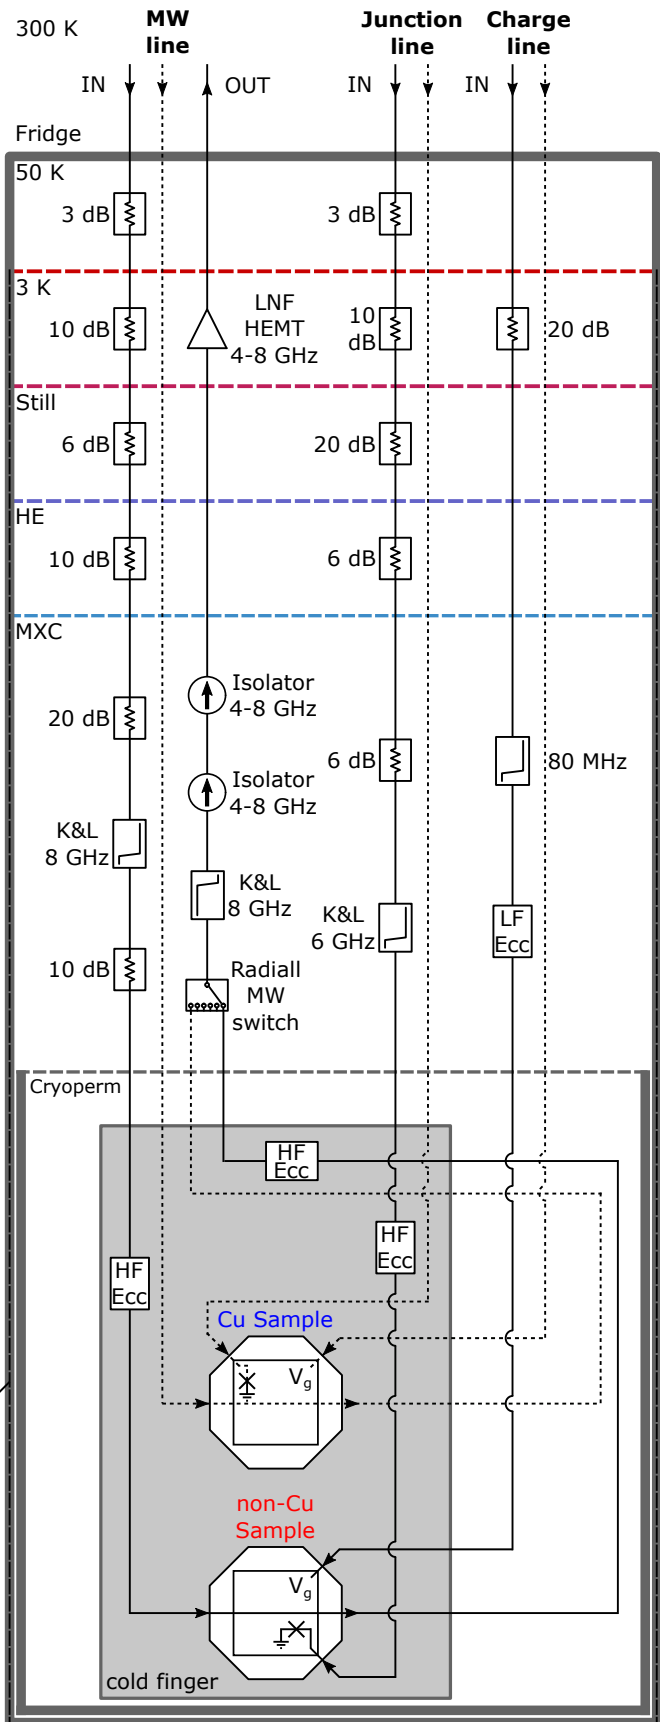 300 K
MW
line
Junction
line
Charge
line
IN
OUT
IN
IN
Fridge
50 K
3 dB
3 dB
3 K
10 dB
LNF
HEMT
4-8 GHz
10
dB
20 dB
Still
6 dB
20 dB
HE
10 dB
6 dB
MXC
Isolator
4-8 GHz
20 dB
6 dB
80 MHz
Isolator
4-8 GHz
K&L
8 GHz
K&L
8 GHz
K&L
6 GHz
LF
Ecc
10 dB
Radiall
MW
switch
Cryoperm
HF
Ecc
HF
Ecc
HF
Ecc
Cu Sample
Vg
non-Cu
Sample
Vg
cold finger